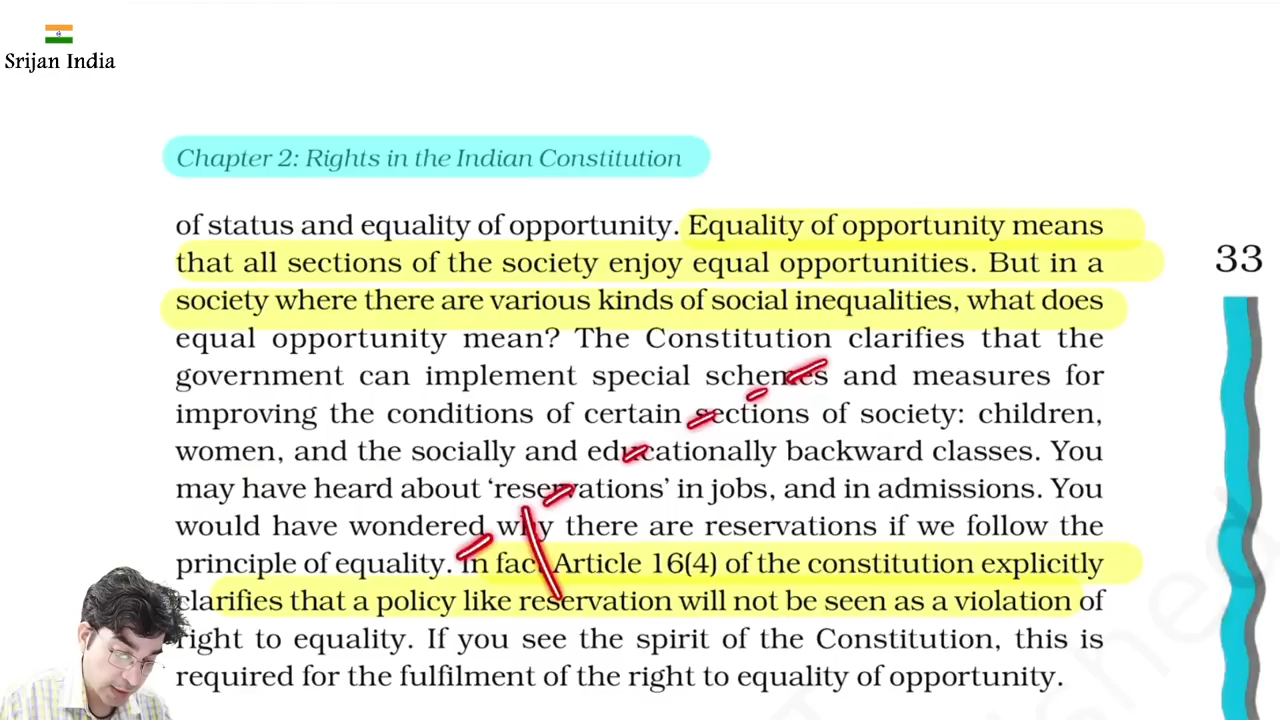 Srijan India
Chapter 2: Rights in the Indian Constitution
of status and equality of opportunity. Equality of opportunity means
that all sections of the society enjoy equal opportunities. But in a
society where there are various kinds of social inequalities, what does
33
equal opportunity mean? The Constitution clarifies that the
government can implement special schemes and measures for
improving the conditions of certain sections of society: children,
women, and the socially and educationally backward classes. You
may have heard about ‘reservations’ in jobs, and in admissions. You
would have wondered why there are reservations if we follow the
principle of equality. In fact Article 16(4) of the constitution explicitly
clarifies that a policy like reservation will not be seen as a violation of
right to equality. If you see the spirit of the Constitution, this is
required for the fulfilment of the right to equality of opportunity.